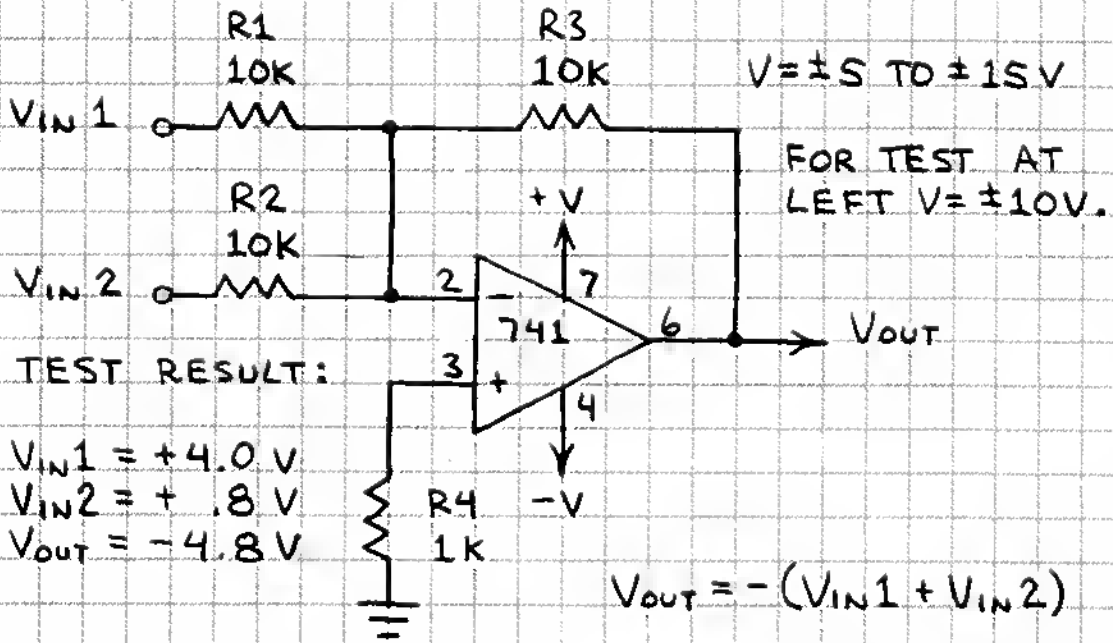 R1
10K
R3
10K
V=±5 TO ±15V
VIN 1
FOR TEST AT
LEFT V= ±10V.
R2
10K
+V
VIN 2
2
-
7
741
6
VOUT
TEST RESULT:
3
+
4
VIN1 = +4.0 V
VIN2 = + .8 V
VOUT = -4.8 V
R4
1K
-V
VOUT = -(VIN1 + VIN2)